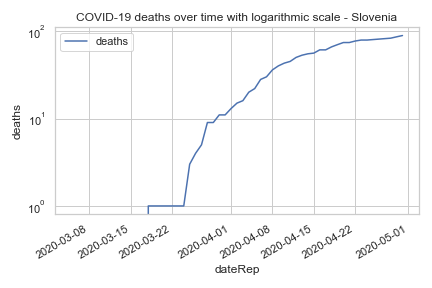 COVID-19 deaths over time with logarithmic scale - Slovenia
deaths
10²
10¹
10⁰
deaths
2020-03-08
2020-03-15
2020-03-22
2020-04-01
2020-04-08
2020-04-15
2020-04-22
2020-05-01
dateRep